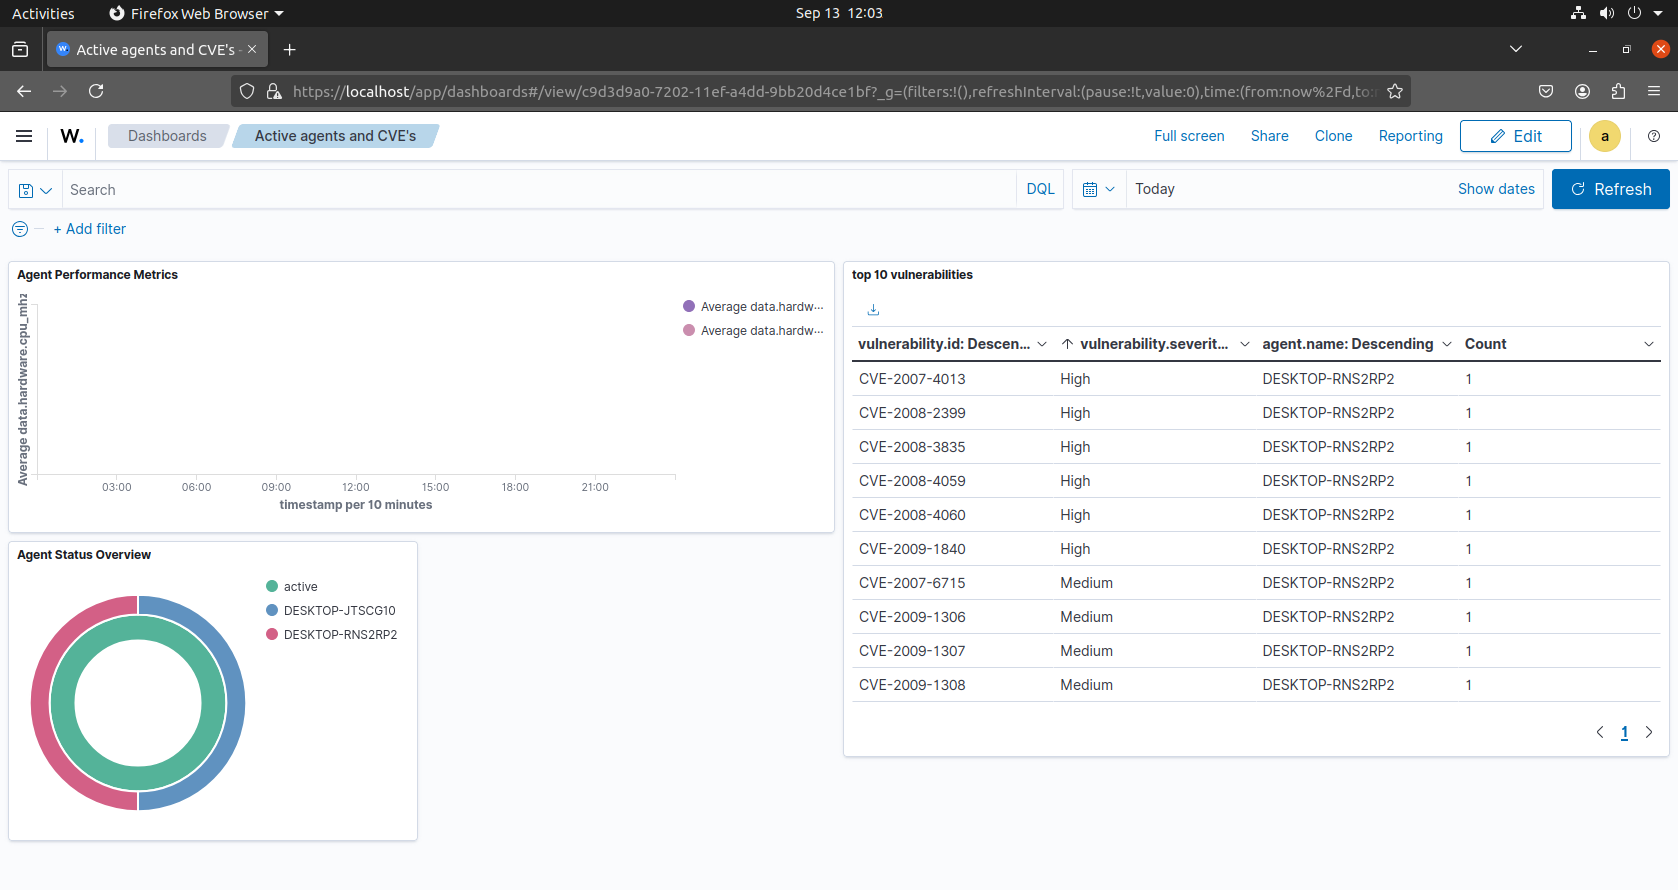 Activities Firefox Web Browser Sep 13 12:03
Active agents and CVE's -
https://localhost/app/dashboards#/view/c9d3d9a0-7202-11ef-a4dd-9bb20d4ce1bf?_g=(filters:!(),refreshInterval:(pause:!t,value:0),time:(from:now%2Fd,to:n
W. Dashboards Active agents and CVE's Full screen Share Clone Reporting Edit a
Search DQL Today Show dates Refresh
+ Add filter
Agent Performance Metrics
Average data.hardware.cpu_mhz
Average data.hardw...
Average data.hardw...
03:00 06:00 09:00 12:00 15:00 18:00 21:00
timestamp per 10 minutes
top 10 vulnerabilities
vulnerability.id: Descen... vulnerability.severit... agent.name: Descending Count
CVE-2007-4013 High DESKTOP-RNS2RP2 1
CVE-2008-2399 High DESKTOP-RNS2RP2 1
CVE-2008-3835 High DESKTOP-RNS2RP2 1
CVE-2008-4059 High DESKTOP-RNS2RP2 1
CVE-2008-4060 High DESKTOP-RNS2RP2 1
CVE-2009-1840 High DESKTOP-RNS2RP2 1
CVE-2007-6715 Medium DESKTOP-RNS2RP2 1
CVE-2009-1306 Medium DESKTOP-RNS2RP2 1
CVE-2009-1307 Medium DESKTOP-RNS2RP2 1
CVE-2009-1308 Medium DESKTOP-RNS2RP2 1
1
Agent Status Overview
active
DESKTOP-JTSCG10
DESKTOP-RNS2RP2